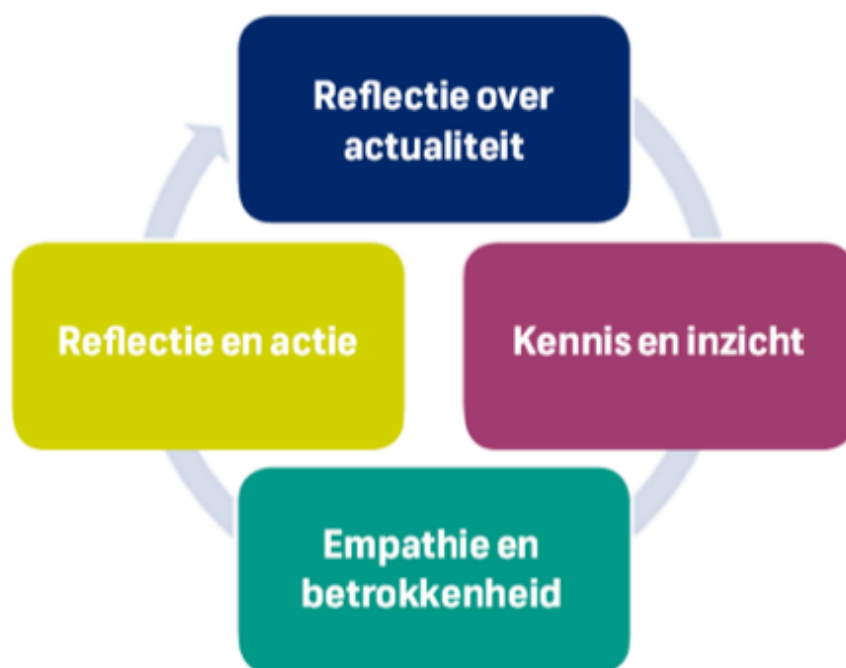 Reflectie over
actualiteit
Reflectie en actie
Kennis en inzicht
Empathie en
betrokkenheid